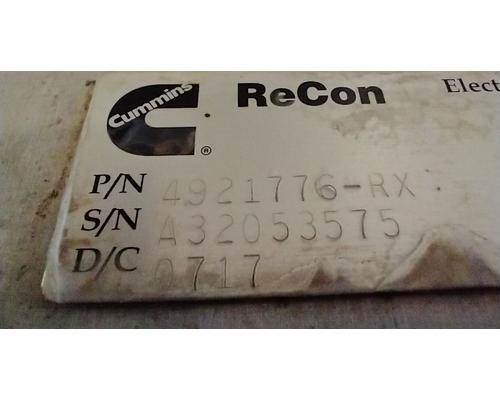 Cummins ReCon Elect
®
P/N 4921776-RX
S/N A32053575
D/C 0717